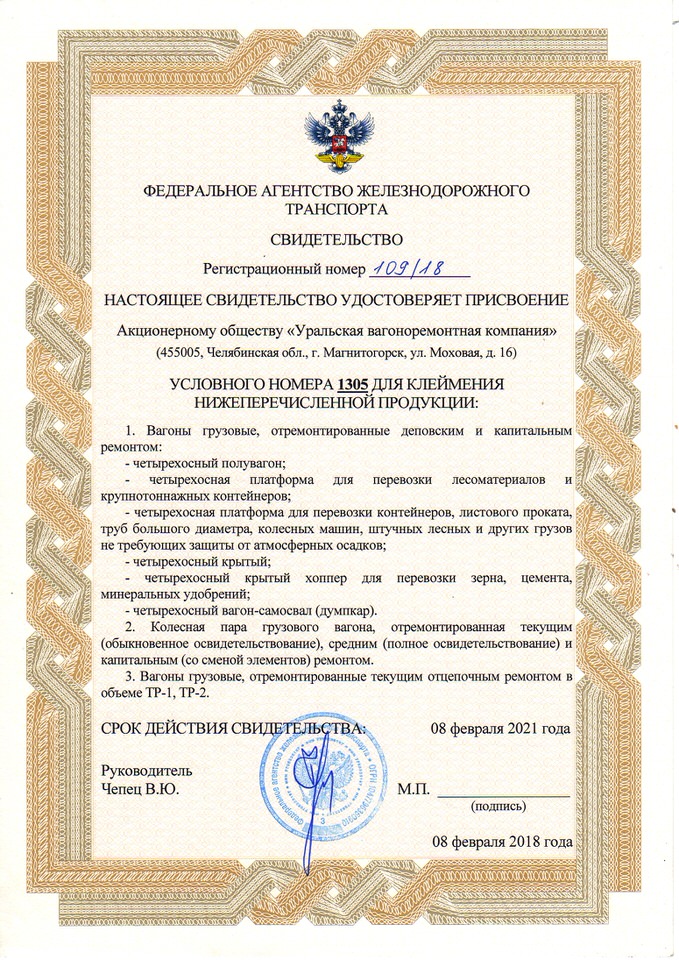 ФЕДЕРАЛЬНОЕ АГЕНТСТВО ЖЕЛЕЗНОДОРОЖНОГО
ТРАНСПОРТА
СВИДЕТЕЛЬСТВО
Регистрационный номер 109/18
НАСТОЯЩЕЕ СВИДЕТЕЛЬСТВО УДОСТОВЕРЯЕТ ПРИСВОЕНИЕ
Акционерному обществу «Уральская вагоноремонтная компания»
(455005, Челябинская обл., г. Магнитогорск, ул. Моховая, д. 16)
УСЛОВНОГО НОМЕРА 1305 ДЛЯ КЛЕЙМЕНИЯ
НИЖЕПЕРЕЧИСЛЕННОЙ ПРОДУКЦИИ:
1. Вагоны грузовые, отремонтированные деповским и капитальным
ремонтом:
- четырехосный полувагон;
- четырехосная платформа для перевозки лесоматериалов и
крупнотоннажных контейнеров;
- четырехосная платформа для перевозки контейнеров, листового проката,
труб большого диаметра, колесных машин, штучных лесных и других грузов
не требующих защиты от атмосферных осадков;
- четырехосный крытый;
- четырехосный крытый хоппер для перевозки зерна, цемента,
минеральных удобрений;
- четырехосный вагон-самосвал (думпкар).
2. Колесная пара грузового вагона, отремонтированная текущим
(обыкновенное освидетельствование), средним (полное освидетельствование) и
капитальным (со сменой элементов) ремонтом.
3. Вагоны грузовые, отремонтированные текущим отцепочным ремонтом в
объеме ТР-1, ТР-2.
СРОК ДЕЙСТВИЯ СВИДЕТЕЛЬСТВА: 08 февраля 2021 года
Руководитель
Чепец В.Ю. М.П.
(подпись)
08 февраля 2018 года